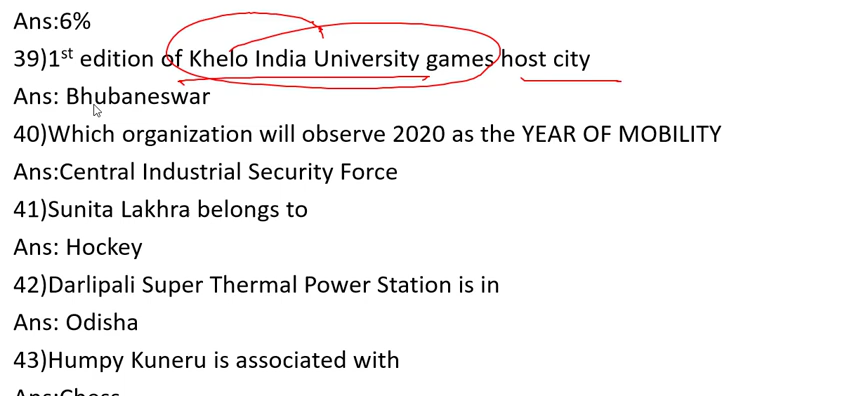 Ans:6%
39)1st edition of Khelo India University games host city
Ans: Bhubaneswar
40)Which organization will observe 2020 as the YEAR OF MOBILITY
Ans:Central Industrial Security Force
41)Sunita Lakhra belongs to
Ans: Hockey
42)Darlipali Super Thermal Power Station is in
Ans: Odisha
43)Humpy Kuneru is associated with
Ans:Chess